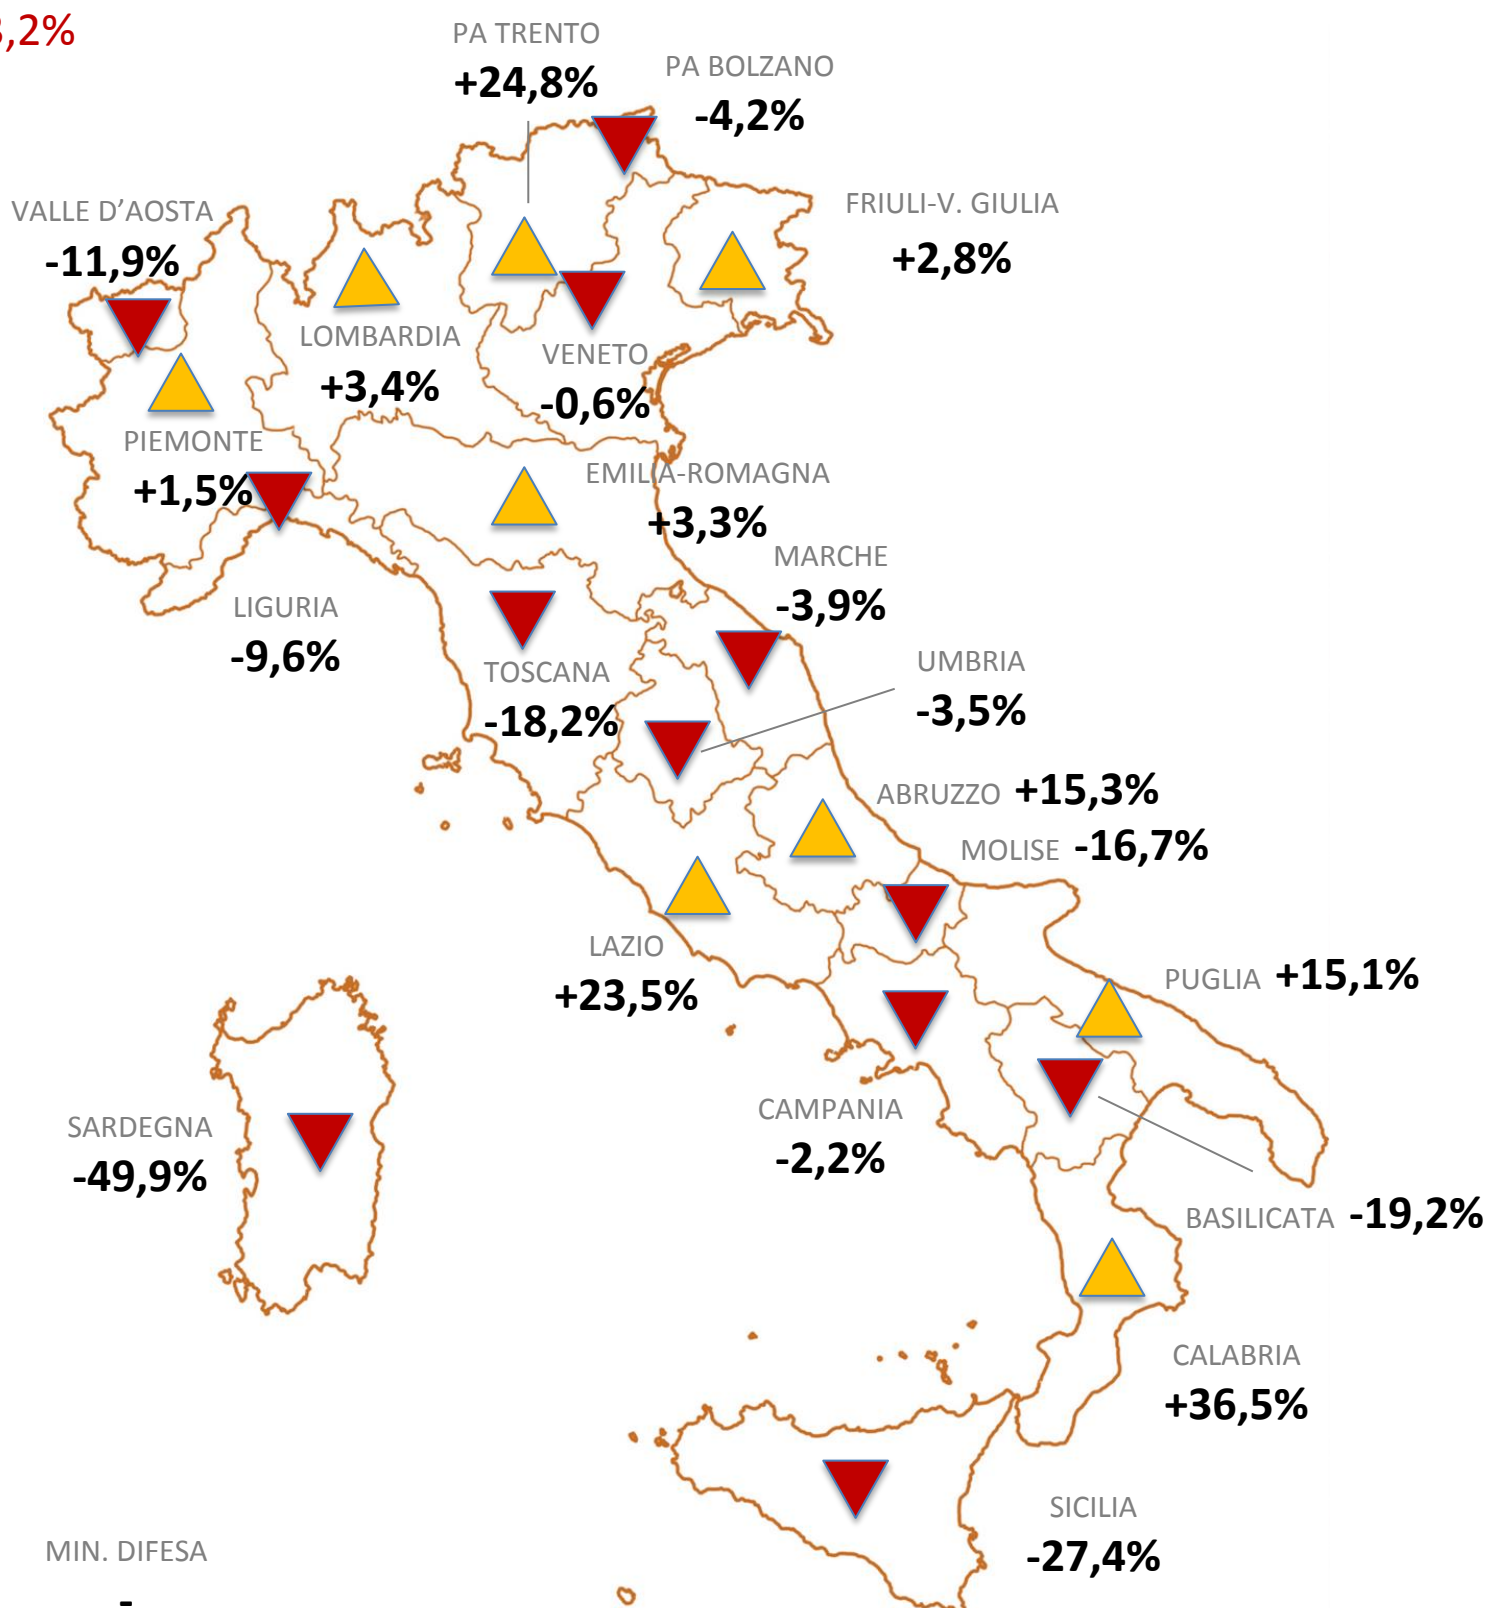 PA TRENTO
+24,8%
PA BOLZANO
-4,2%
VALLE D’AOSTA
-11,9%
FRIULI-V. GIULIA
+2,8%
LOMBARDIA
+3,4%
VENETO
-0,6%
PIEMONTE
+1,5%
EMILIA-ROMAGNA
+3,3%
MARCHE
-3,9%
LIGURIA
-9,6%
TOSCANA
-18,2%
UMBRIA
-3,5%
ABRUZZO +15,3%
MOLISE -16,7%
LAZIO
+23,5%
PUGLIA +15,1%
SARDEGNA
-49,9%
CAMPANIA
-2,2%
BASILICATA -19,2%
CALABRIA
+36,5%
SICILIA
-27,4%
MIN. DIFESA
-